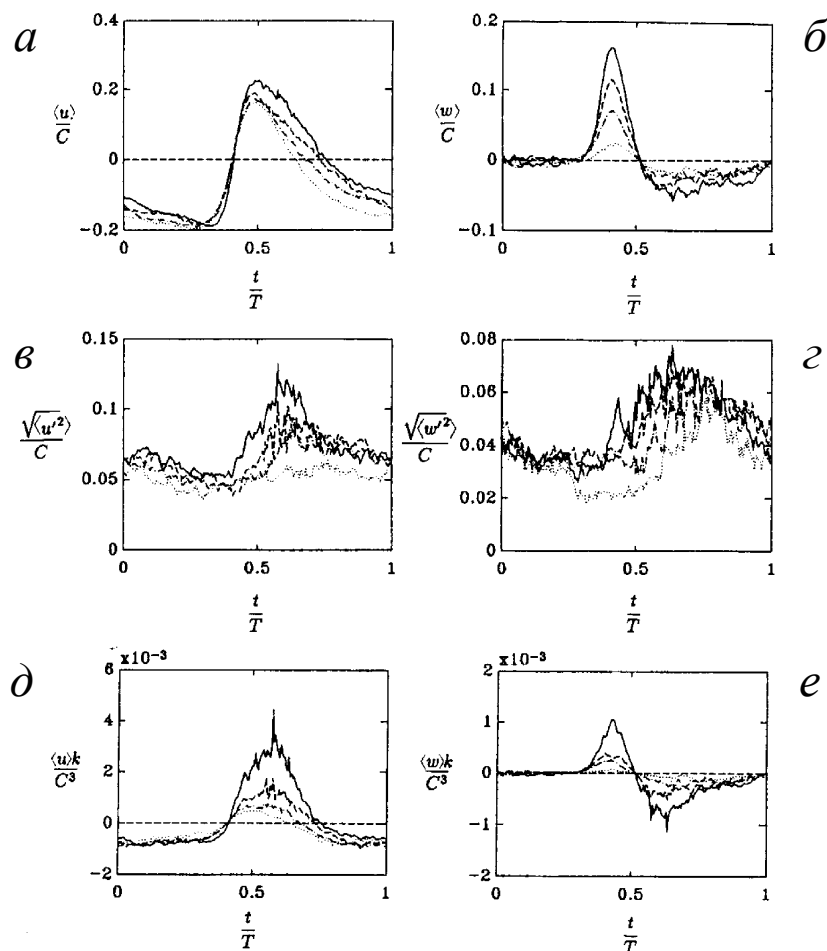 а
0.4
0.2
0
−0.2
⟨u⟩
C
0
0.5
1
t
T
б
0.2
0.1
0
−0.1
⟨w⟩
C
0
0.5
1
t
T
в
0.15
0.1
0.05
0
√⟨u′²⟩
C
0
0.5
1
t
T
г
0.08
0.06
0.04
0.02
0
√⟨w′²⟩
C
0
0.5
1
t
T
д
x10⁻³
6
4
2
0
−2
⟨u⟩k
C³
0
0.5
1
t
T
е
x10⁻³
2
1
0
−1
−2
⟨w⟩k
C³
0
0.5
1
t
T